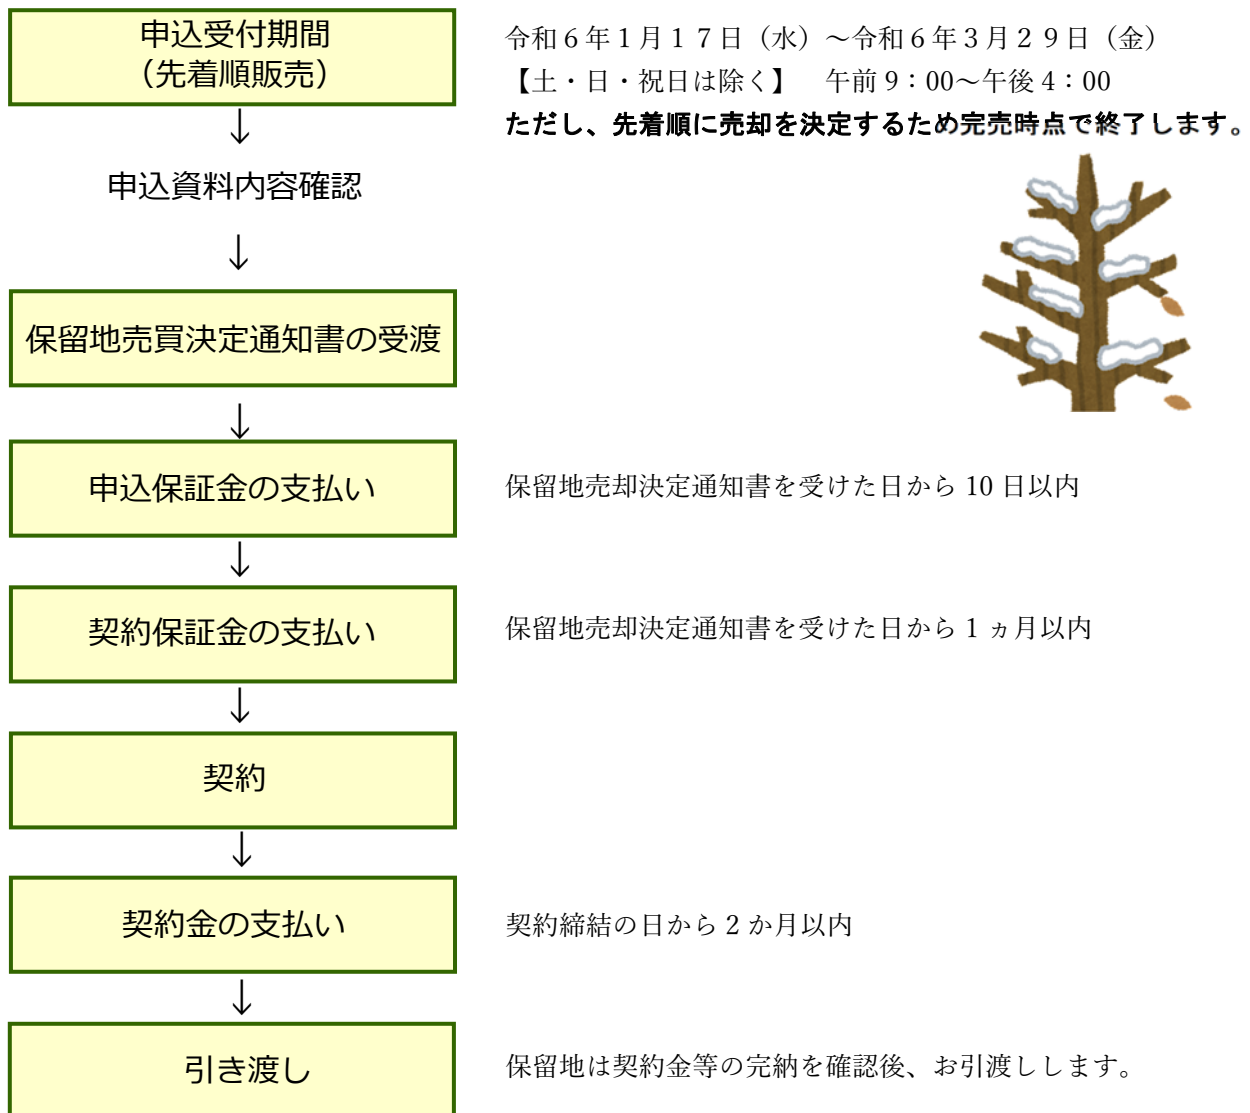 申込受付期間
（先着順販売）
令和６年１月１７日（水）～令和６年３月２９日（金）
【土・日・祝日は除く】　午前 9：00～午後 4：00
ただし、先着順に売却を決定するため完売時点で終了します。
↓
申込資料内容確認
↓
保留地売買決定通知書の受渡
↓
申込保証金の支払い
保留地売却決定通知書を受けた日から 10 日以内
↓
契約保証金の支払い
保留地売却決定通知書を受けた日から 1 ヵ月以内
↓
契約
↓
契約金の支払い
契約締結の日から 2 か月以内
↓
引き渡し
保留地は契約金等の完納を確認後、お引渡しします。